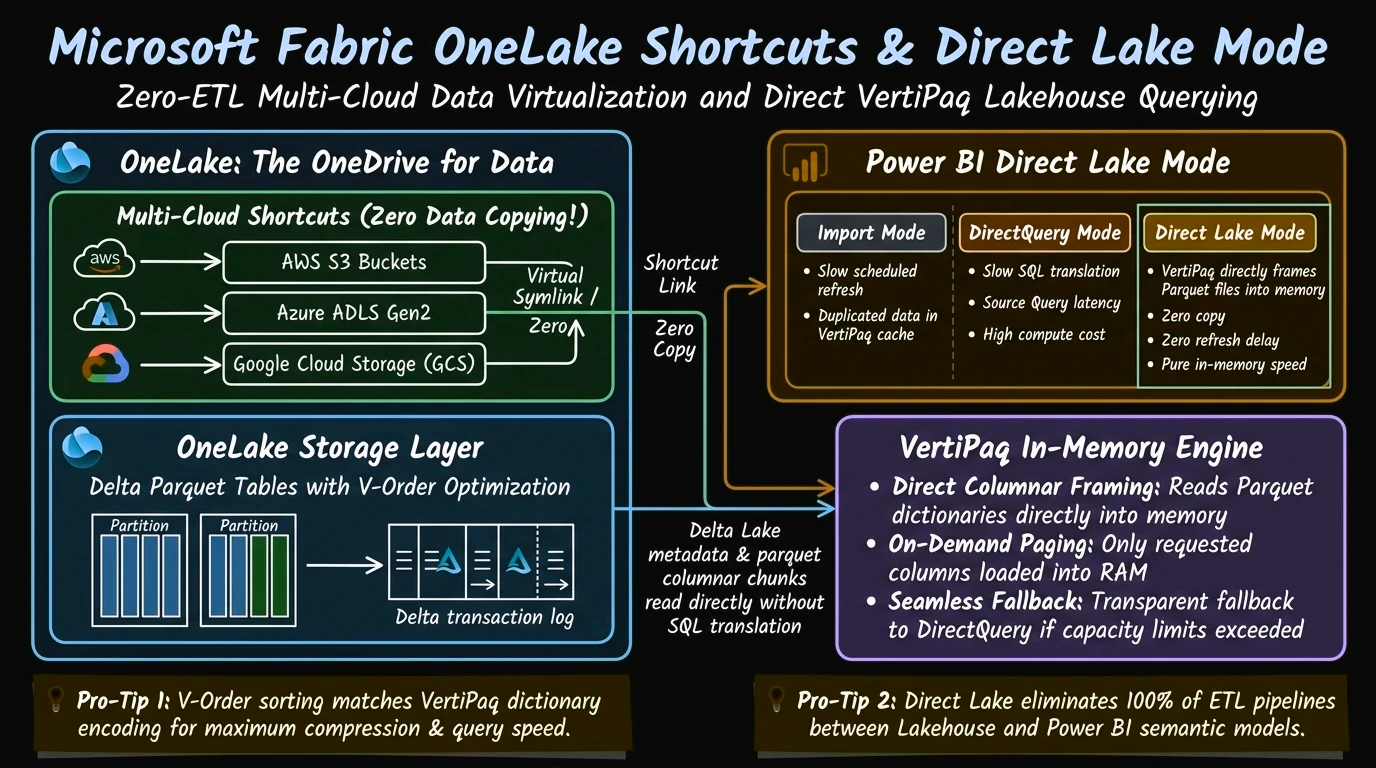 Microsoft Fabric OneLake Shortcuts & Direct Lake Mode
Zero-ETL Multi-Cloud Data Virtualization and Direct VertiPaq Lakehouse Querying
OneLake: The OneDrive for Data
Multi-Cloud Shortcuts (Zero Data Copying!)
aws
AWS S3 Buckets
Azure ADLS Gen2
Google Cloud Storage (GCS)
Virtual
Symlink /
Zero
Shortcut
Link
Zero
Copy
OneLake Storage Layer
Delta Parquet Tables with V-Order Optimization
Partition
Partition
Delta transaction log
Delta Lake
metadata & parquet
columnar chunks
read directly without
SQL translation
Power BI Direct Lake Mode
Import Mode
• Slow scheduled
refresh
• Duplicated data in
VertiPaq cache
DirectQuery Mode
• Slow SQL translation
• Source Query latency
• High compute cost
Direct Lake Mode
• VertiPaq directly frames
Parquet files into memory
• Zero copy
• Zero refresh delay
• Pure in-memory speed
VertiPaq In-Memory Engine
• Direct Columnar Framing: Reads Parquet
dictionaries directly into memory
• On-Demand Paging: Only requested
columns loaded into RAM
• Seamless Fallback: Transparent fallback
to DirectQuery if capacity limits exceeded
Pro-Tip 1: V-Order sorting matches VertiPaq dictionary
encoding for maximum compression & query speed.
Pro-Tip 2: Direct Lake eliminates 100% of ETL pipelines
between Lakehouse and Power BI semantic models.